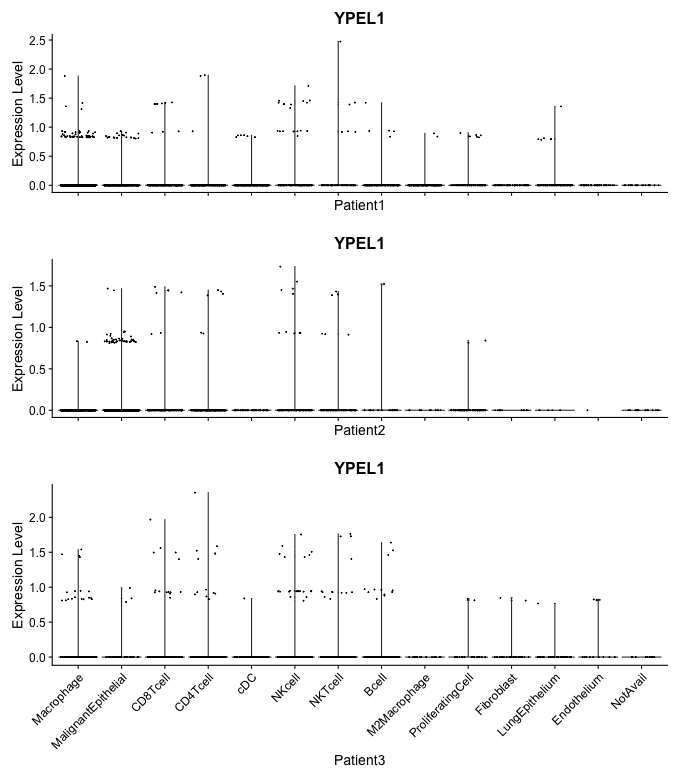 YPEL1
Expression Level
2.5
2.0
1.5
1.0
0.5
0.0
Patient1
YPEL1
Expression Level
1.5
1.0
0.5
0.0
Patient2
YPEL1
Expression Level
2.0
1.5
1.0
0.5
0.0
Macrophage
MalignantEpithelial
CD8Tcell
CD4Tcell
cDC
NKcell
NKTcell
Bcell
M2Macrophage
ProliferatingCell
Fibroblast
LungEpithelium
Endothelium
NotAvail
Patient3